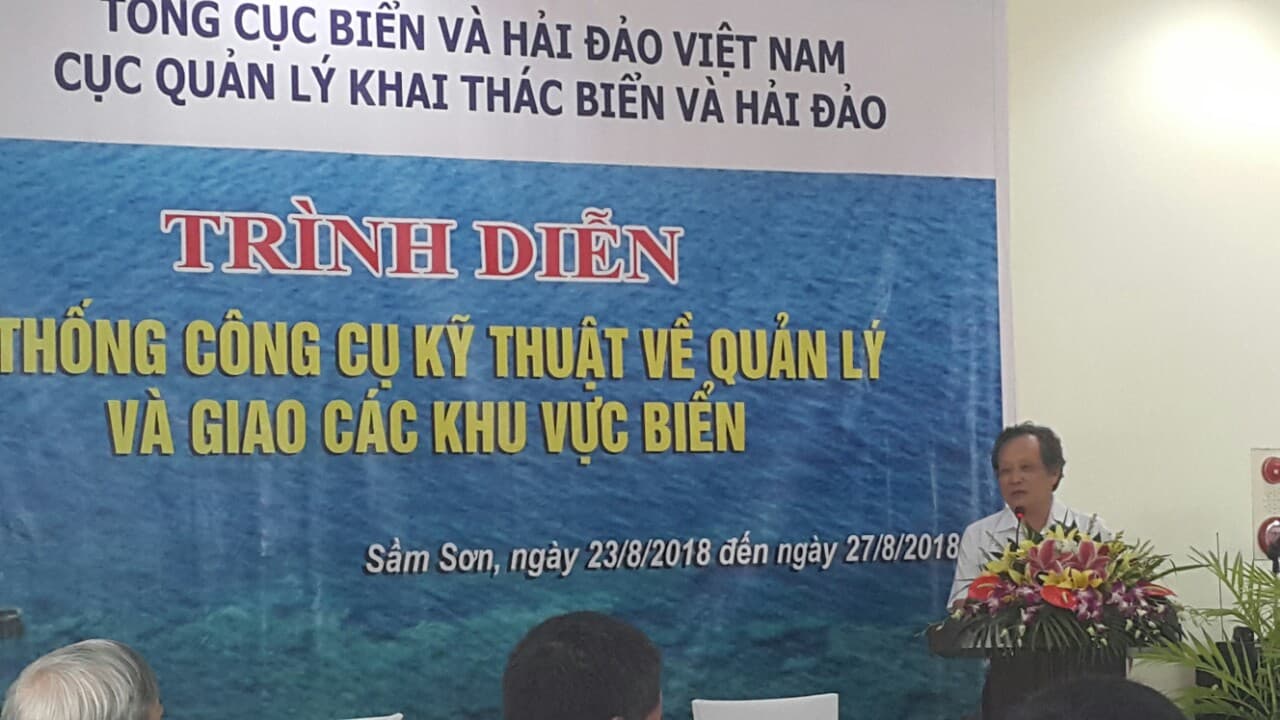 TỔNG CỤC BIỂN VÀ HẢI ĐẢO VIỆT NAM
CỤC QUẢN LÝ KHAI THÁC BIỂN VÀ HẢI ĐẢO
TRÌNH DIỄN
THỐNG CÔNG CỤ KỸ THUẬT VỀ QUẢN LÝ
VÀ GIAO CÁC KHU VỰC BIỂN
Sầm Sơn, ngày 23/8/2018 đến ngày 27/8/2018